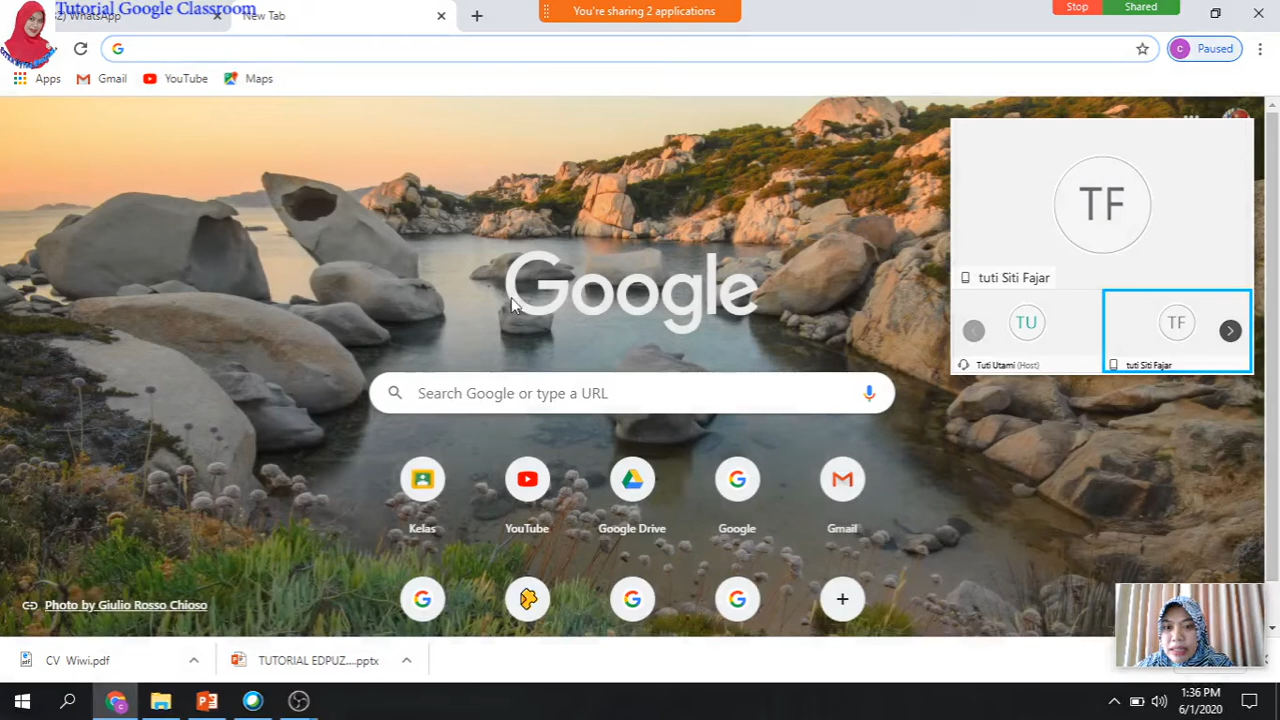 Tutorial Google Classroom
WhatsApp
New Tab
You're sharing 2 applications
Stop
Shared
C
Paused
Apps
Gmail
YouTube
Maps
TF
tuti Siti Fajar
TU
TF
Tuti Utami (Host)
tuti Siti Fajar
Google
Search Google or type a URL
Kelas
YouTube
Google Drive
Google
Gmail
Photo by Giulio Rosso Chioso
CV Wiwi.pdf
TUTORIAL EDPUZ....pptx
1:36 PM
6/1/2020